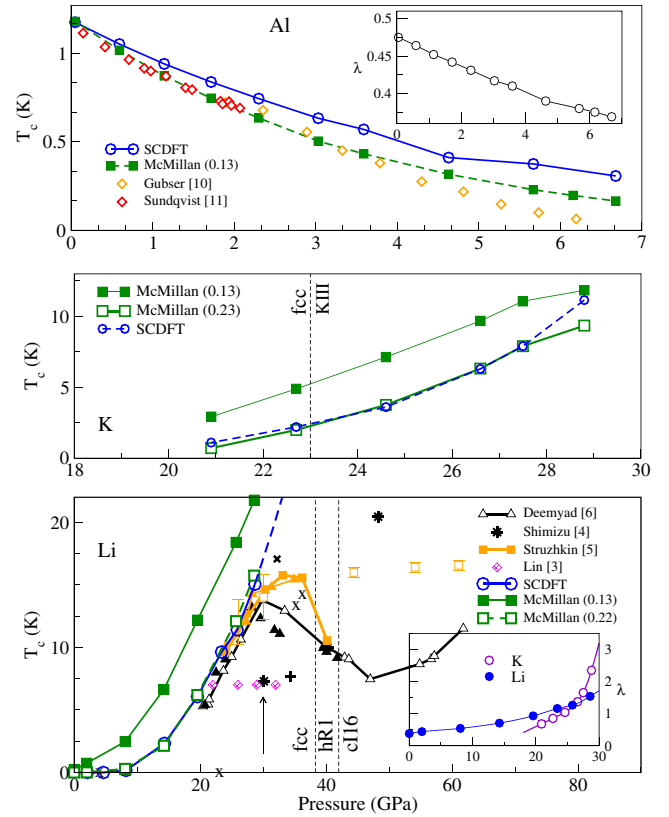 Al
T_c (K)
1
0.5
0
0 1 2 3 4 5 6 7
SCDFT
McMillan (0.13)
Gubser [10]
Sundqvist [11]
λ
0.5
0.45
0.4
0 2 4 6
K
T_c (K)
10
5
0
18 20 22 24 26 28 30
McMillan (0.13)
McMillan (0.23)
SCDFT
fcc
KIII
Li
T_c (K)
20
10
0
0 20 40 60 80
Pressure (GPa)
fcc
hR1
cI16
Deemyad [6]
Shimizu [4]
Struzhkin [5]
Lin [3]
SCDFT
McMillan (0.13)
McMillan (0.22)
K
Li
3
2
1
0
λ
0 10 20 30